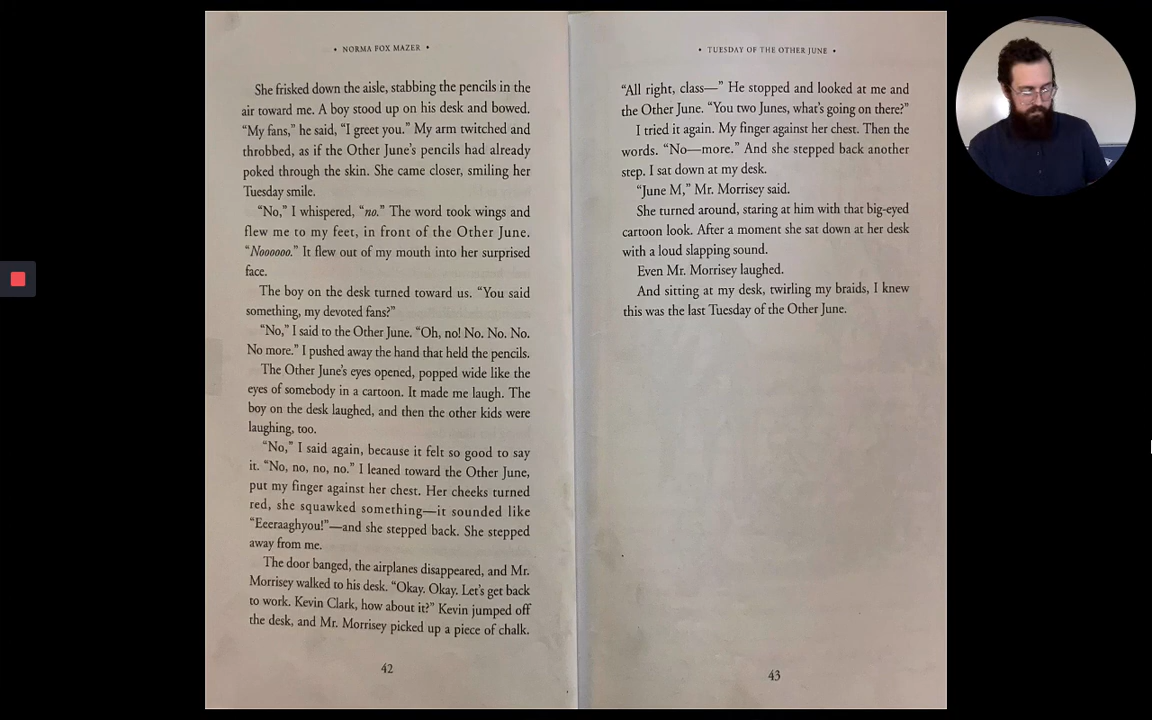 • NORMA FOX MAZER •
She frisked down the aisle, stabbing the pencils in the
air toward me. A boy stood up on his desk and bowed.
“My fans,” he said, “I greet you.” My arm twitched and
throbbed, as if the Other June’s pencils had already
poked through the skin. She came closer, smiling her
Tuesday smile.
“No,” I whispered, “no.” The word took wings and
flew me to my feet, in front of the Other June.
“Noooooo.” It flew out of my mouth into her surprised
face.
The boy on the desk turned toward us. “You said
something, my devoted fans?”
“No,” I said to the Other June. “Oh, no! No. No. No.
No more.” I pushed away the hand that held the pencils.
The Other June’s eyes opened, popped wide like the
eyes of somebody in a cartoon. It made me laugh. The
boy on the desk laughed, and then the other kids were
laughing, too.
“No,” I said again, because it felt so good to say
it. “No, no, no, no.” I leaned toward the Other June,
put my finger against her chest. Her cheeks turned
red, she squawked something—it sounded like
“Eeeraaghyou!”—and she stepped back. She stepped
away from me.
The door banged, the airplanes disappeared, and Mr.
Morrisey walked to his desk. “Okay. Okay. Let’s get back
to work. Kevin Clark, how about it?” Kevin jumped off
the desk, and Mr. Morrisey picked up a piece of chalk.
42
• TUESDAY OF THE OTHER JUNE •
“All right, class—” He stopped and looked at me and
the Other June. “You two Junes, what’s going on there?”
I tried it again. My finger against her chest. Then the
words. “No—more.” And she stepped back another
step. I sat down at my desk.
“June M,” Mr. Morrisey said.
She turned around, staring at him with that big-eyed
cartoon look. After a moment she sat down at her desk
with a loud slapping sound.
Even Mr. Morrisey laughed.
And sitting at my desk, twirling my braids, I knew
this was the last Tuesday of the Other June.
43